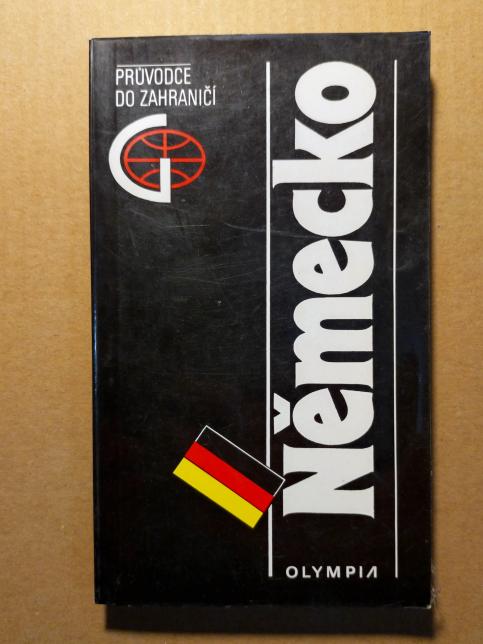 PRŮVODCE
DO ZAHRANIČÍ
Německo
OLYMPIA